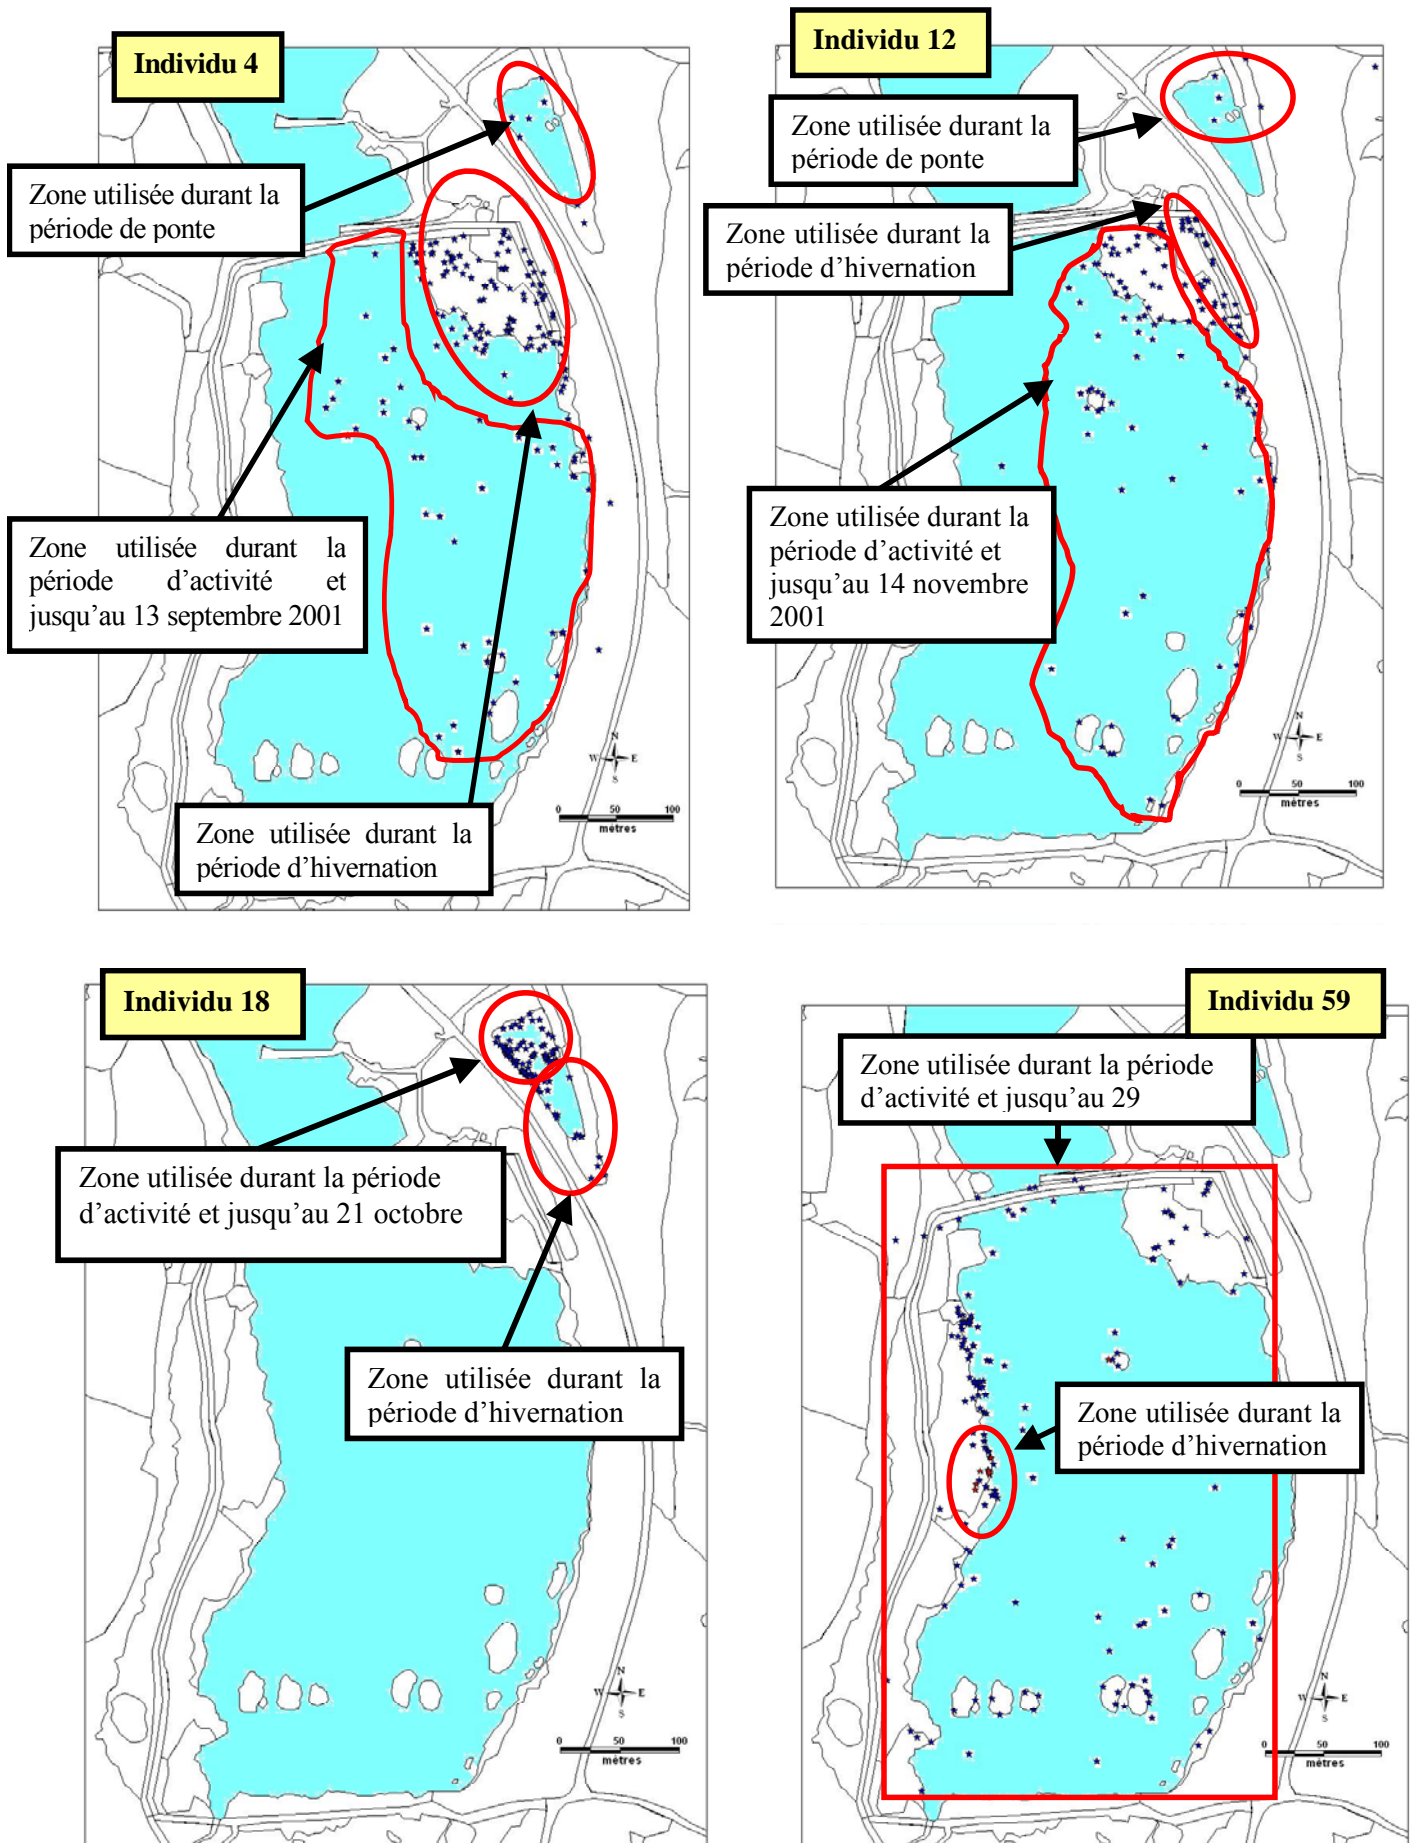 Individu 4
Zone utilisée durant la
période de ponte
Zone utilisée durant la
période d'activité et
jusqu'au 13 septembre 2001
Zone utilisée durant la
période d'hivernation
N
W E
S
0 50 100
mètres
Individu 12
Zone utilisée durant la
période de ponte
Zone utilisée durant la
période d'hivernation
Zone utilisée durant la
période d'activité et
jusqu'au 14 novembre
2001
N
W E
S
0 50 100
mètres
Individu 18
Zone utilisée durant la période
d'activité et jusqu'au 21 octobre
Zone utilisée durant la
période d'hivernation
N
W E
S
0 50 100
mètres
Individu 59
Zone utilisée durant la période
d'activité et jusqu'au 29
Zone utilisée durant la
période d'hivernation
N
W E
S
0 50 100
mètres